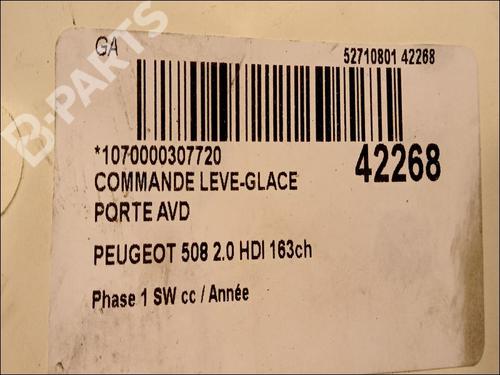 GA
52710801 42268
B-PARTS
*1070000307720
42268
COMMANDE LEVE-GLACE
PORTE AVD
PEUGEOT 508 2.0 HDI 163ch
Phase 1 SW cc / Année